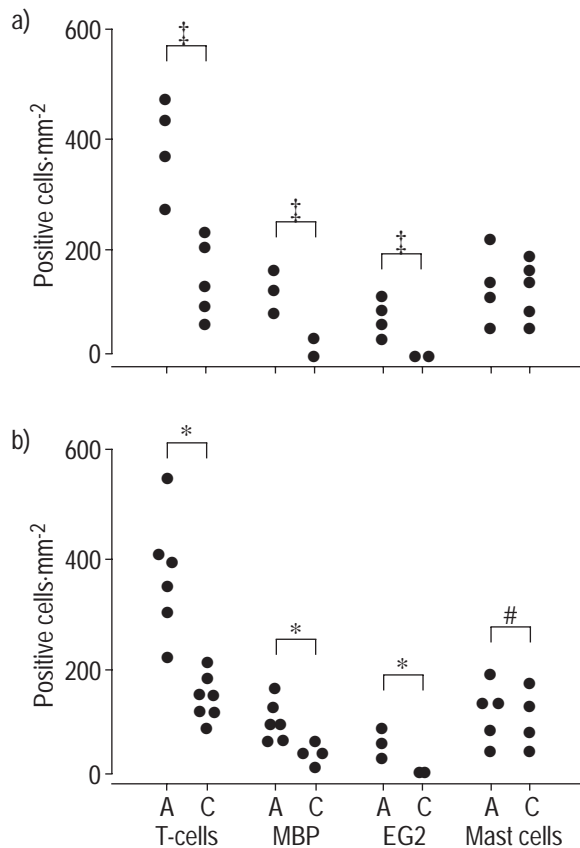 a)
600
400
200
0
Positive cells·mm-2
‡
‡
‡
b)
600
400
200
0
Positive cells·mm-2
*
*
*
#
A C A C A C A C
T-cells MBP EG2 Mast cells